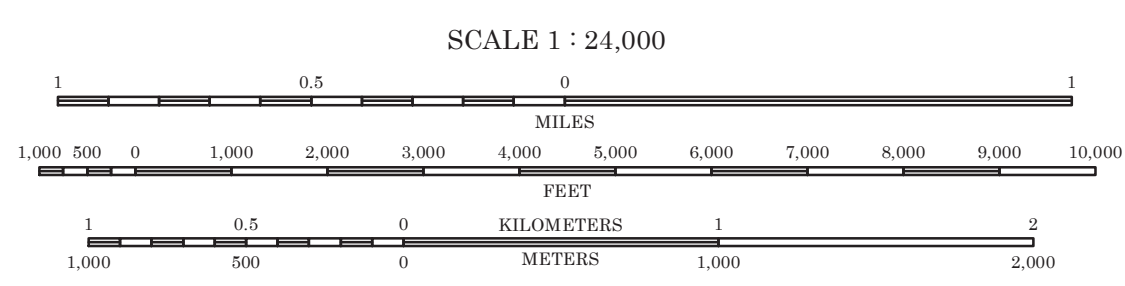 SCALE 1 : 24,000
1 0.5 0 1
MILES
1,000 500 0 1,000 2,000 3,000 4,000 5,000 6,000 7,000 8,000 9,000 10,000
FEET
1 0.5 0 KILOMETERS 1 2
1,000 500 0 METERS 1,000 2,000